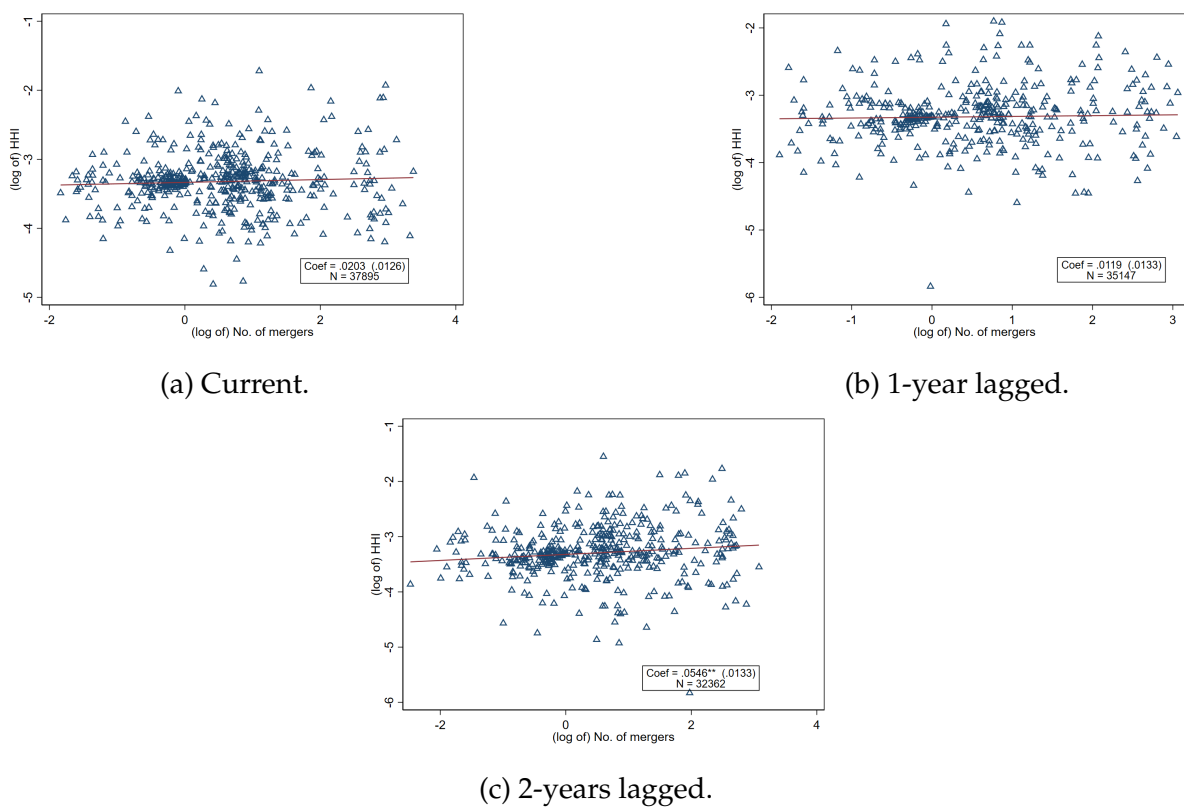 -1
-2
-3
-4
-5
(log of) HHI
Coef = .0203 (.0126)
N = 37895
-2
0
2
4
(log of) No. of mergers
(a) Current.
-2
-3
-4
-5
-6
(log of) HHI
Coef = .0119 (.0133)
N = 35147
-2
-1
0
1
2
3
(log of) No. of mergers
(b) 1-year lagged.
-1
-2
-3
-4
-5
-6
(log of) HHI
Coef = .0546** (.0133)
N = 32362
-2
0
2
4
(log of) No. of mergers
(c) 2-years lagged.